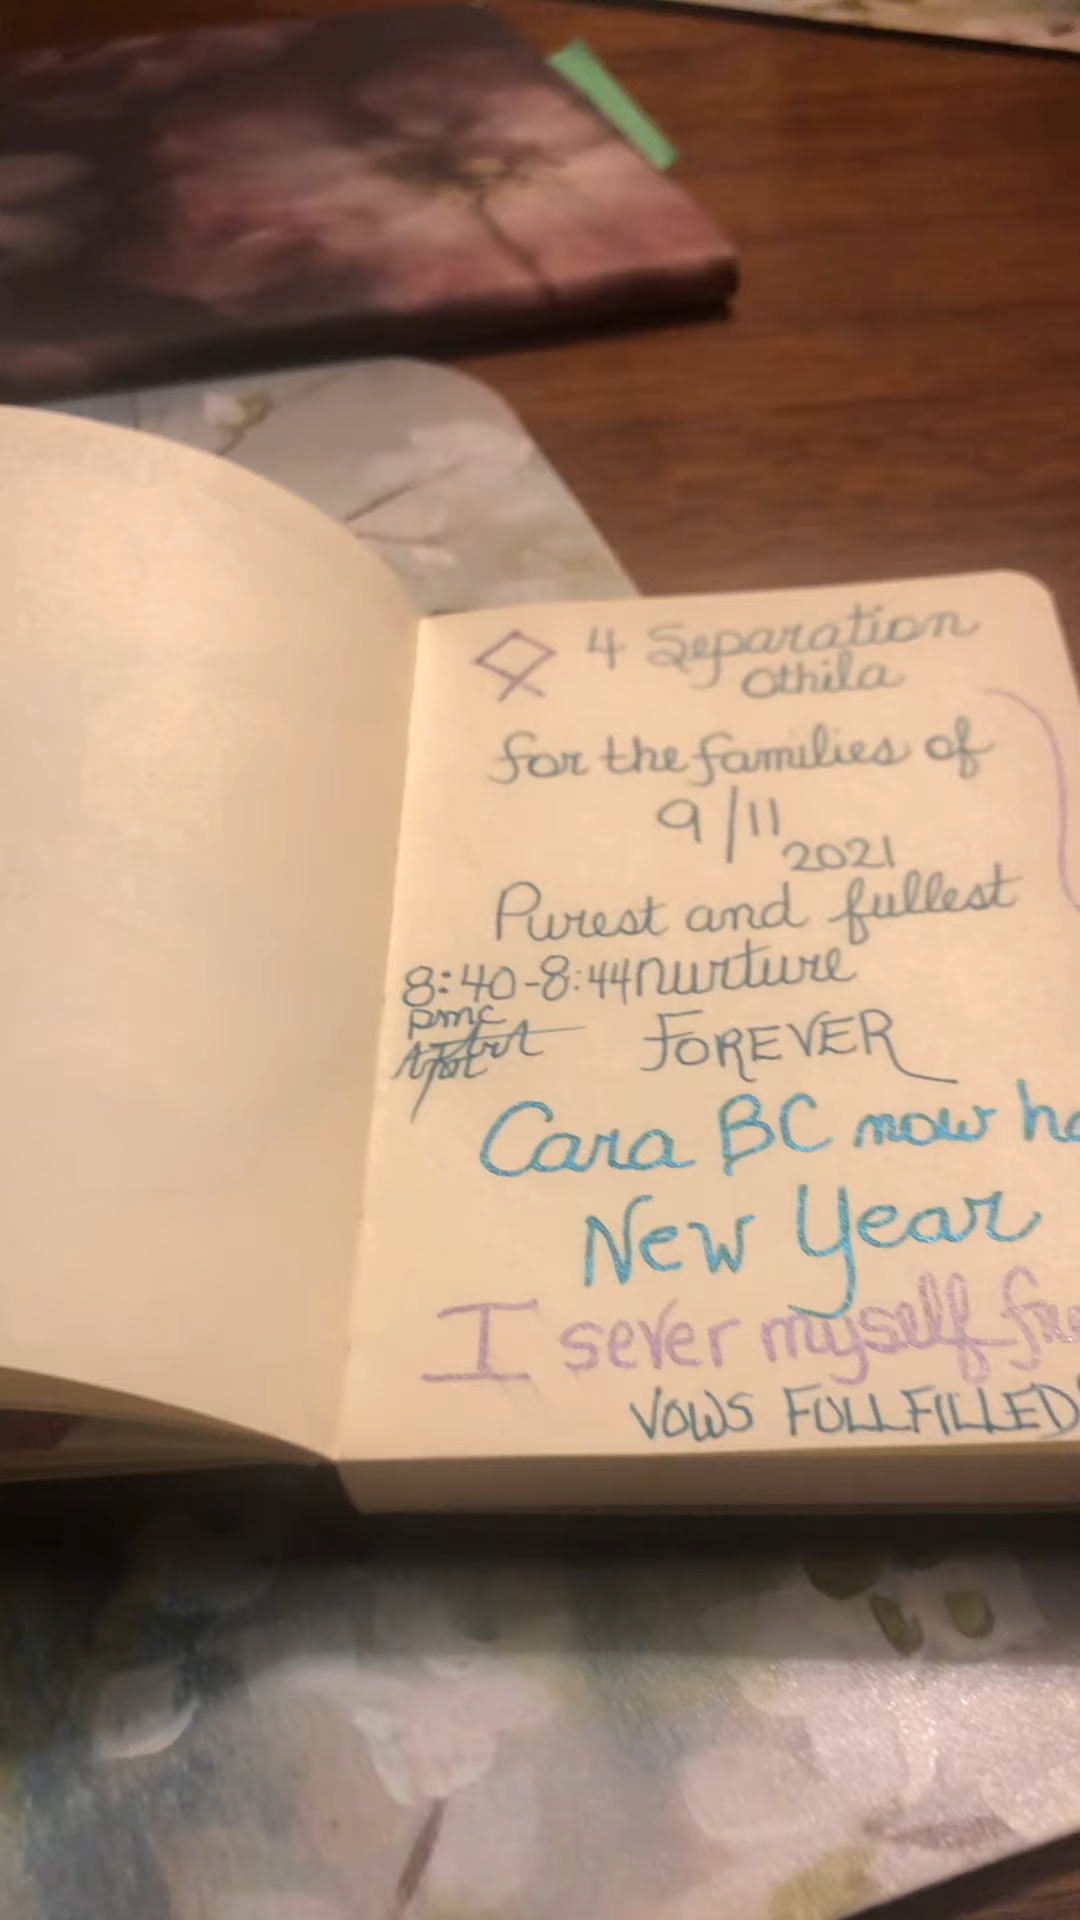 4 Separation
Othila
for the families of
9/11
2021
Purest and fullest
8:40-8:44 nurture
pmc
FOREVER
Cara BC now
New Year
I sever myself
VOWS FULLFILLED